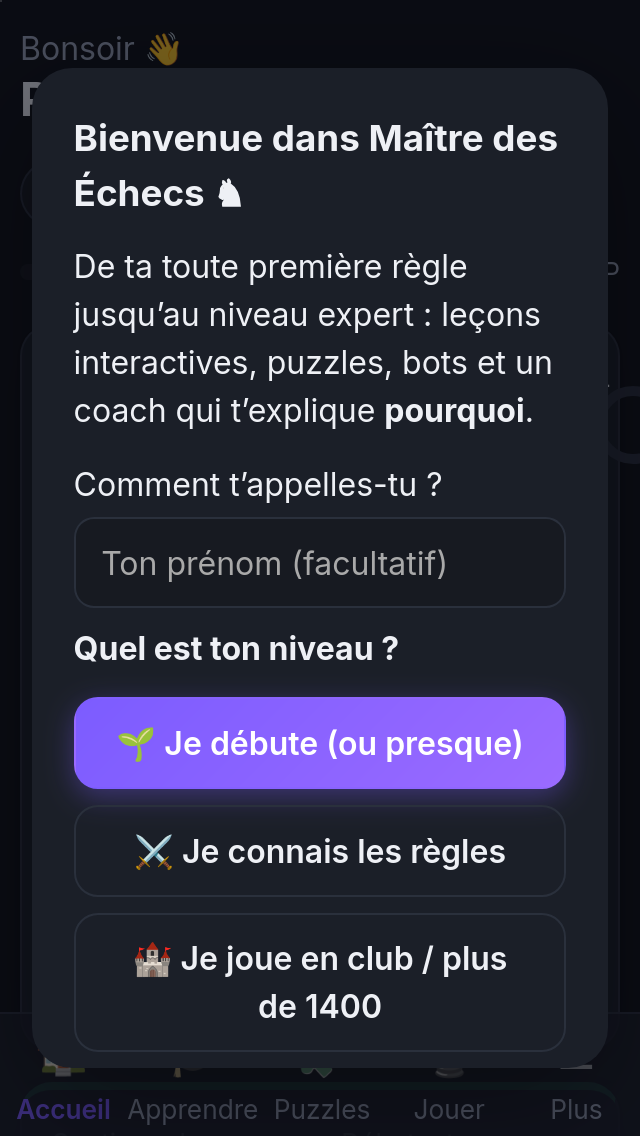 Bonsoir 👋
Bienvenue dans Maître des
Échecs ♞
De ta toute première règle
jusqu’au niveau expert : leçons
interactives, puzzles, bots et un
coach qui t’explique pourquoi.
Comment t’appelles-tu ?
Ton prénom (facultatif)
Quel est ton niveau ?
🌱 Je débute (ou presque)
⚔️ Je connais les règles
🏰 Je joue en club / plus
de 1400
Accueil Apprendre Puzzles Jouer Plus